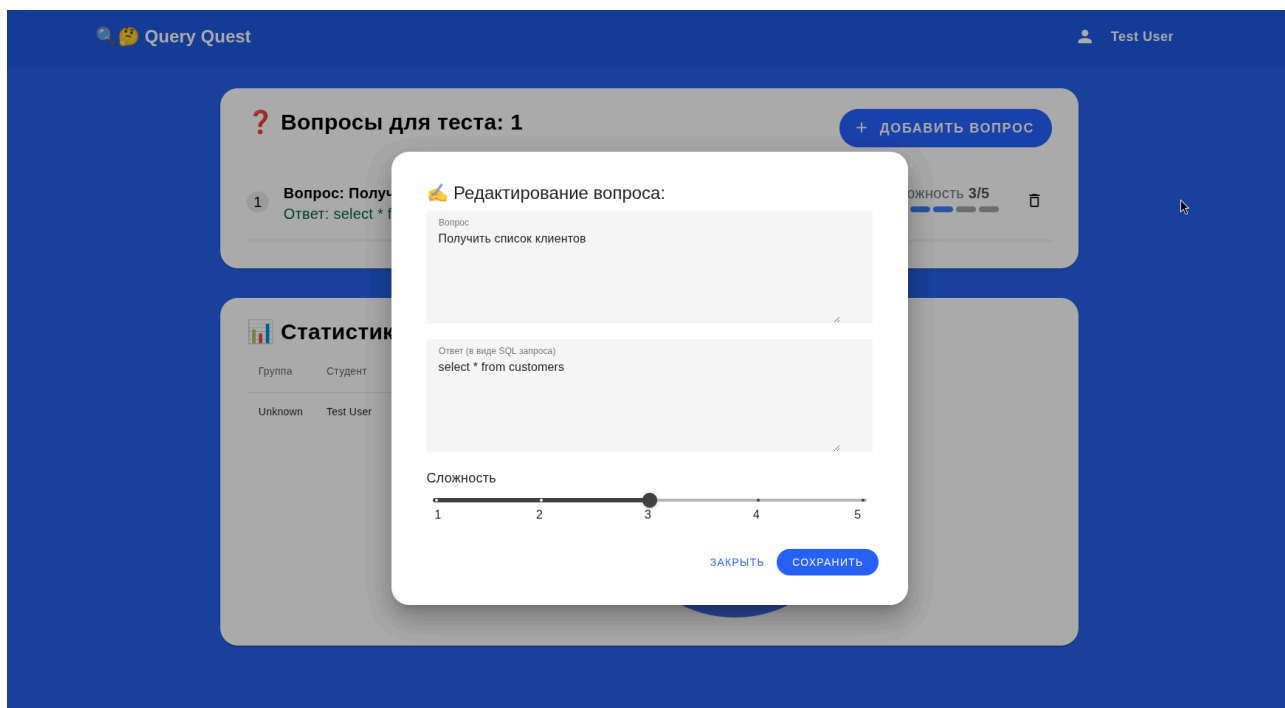 🔍🤔 Query Quest
Test User
❓ Вопросы для теста: 1
+ ДОБАВИТЬ ВОПРОС
1
Вопрос: Получ
Ответ: select * f
ожность 3/5
✍️ Редактирование вопроса:
Вопрос
Получить список клиентов
Ответ (в виде SQL запроса)
select * from customers
Сложность
1 2 3 4 5
ЗАКРЫТЬ СОХРАНИТЬ
📊 Статистик
Группа Студент
Unknown Test User